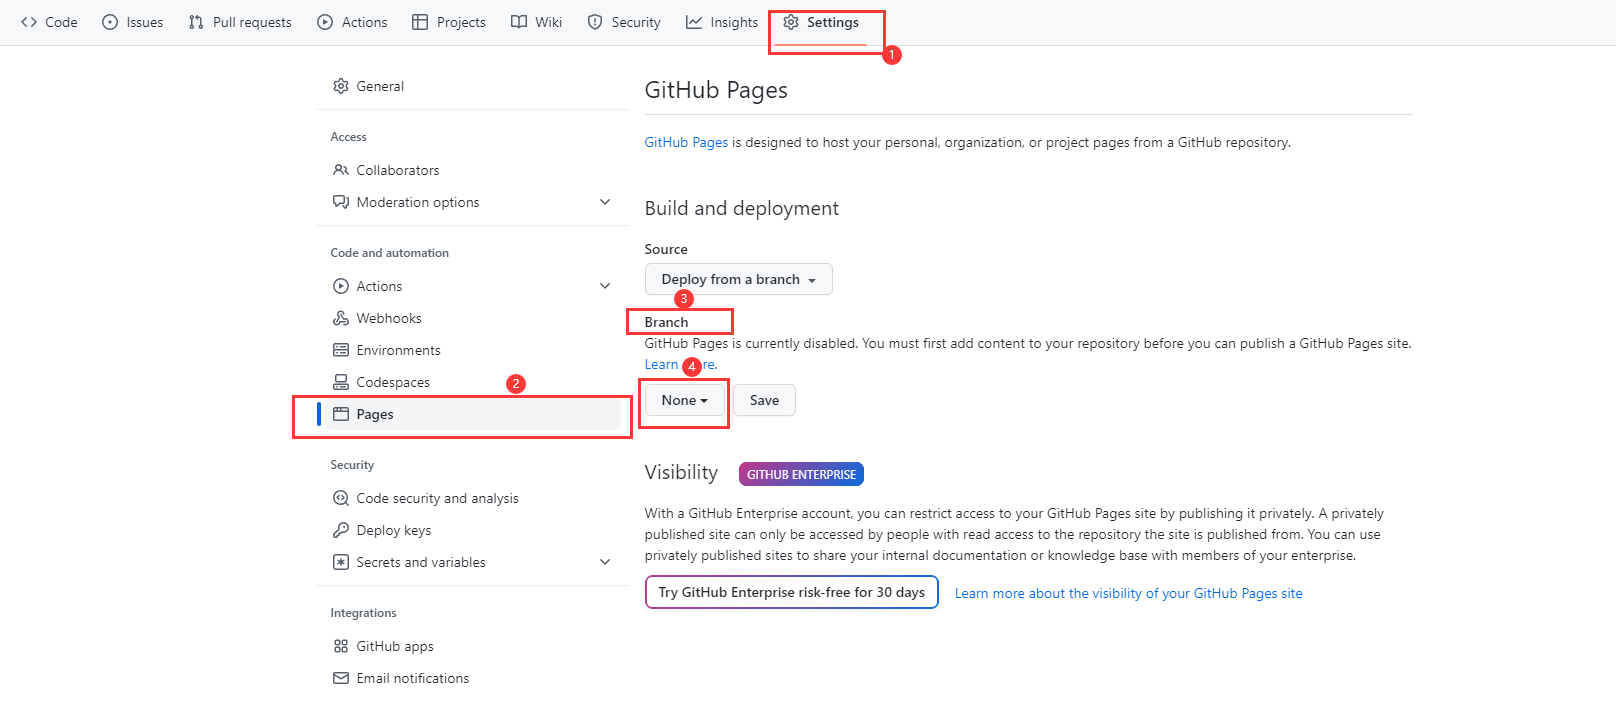 Code Issues Pull requests Actions Projects Wiki Security Insights Settings
1
General
Access
Collaborators
Moderation options
Code and automation
Actions
Webhooks
Environments
Codespaces
2
Pages
Security
Code security and analysis
Deploy keys
Secrets and variables
Integrations
GitHub apps
Email notifications
GitHub Pages
GitHub Pages is designed to host your personal, organization, or project pages from a GitHub repository.
Build and deployment
Source
Deploy from a branch
3
Branch
GitHub Pages is currently disabled. You must first add content to your repository before you can publish a GitHub Pages site.
Learn 4 re.
None Save
Visibility GITHUB ENTERPRISE
With a GitHub Enterprise account, you can restrict access to your GitHub Pages site by publishing it privately. A privately
published site can only be accessed by people with read access to the repository the site is published from. You can use
privately published sites to share your internal documentation or knowledge base with members of your enterprise.
Try GitHub Enterprise risk-free for 30 days Learn more about the visibility of your GitHub Pages site